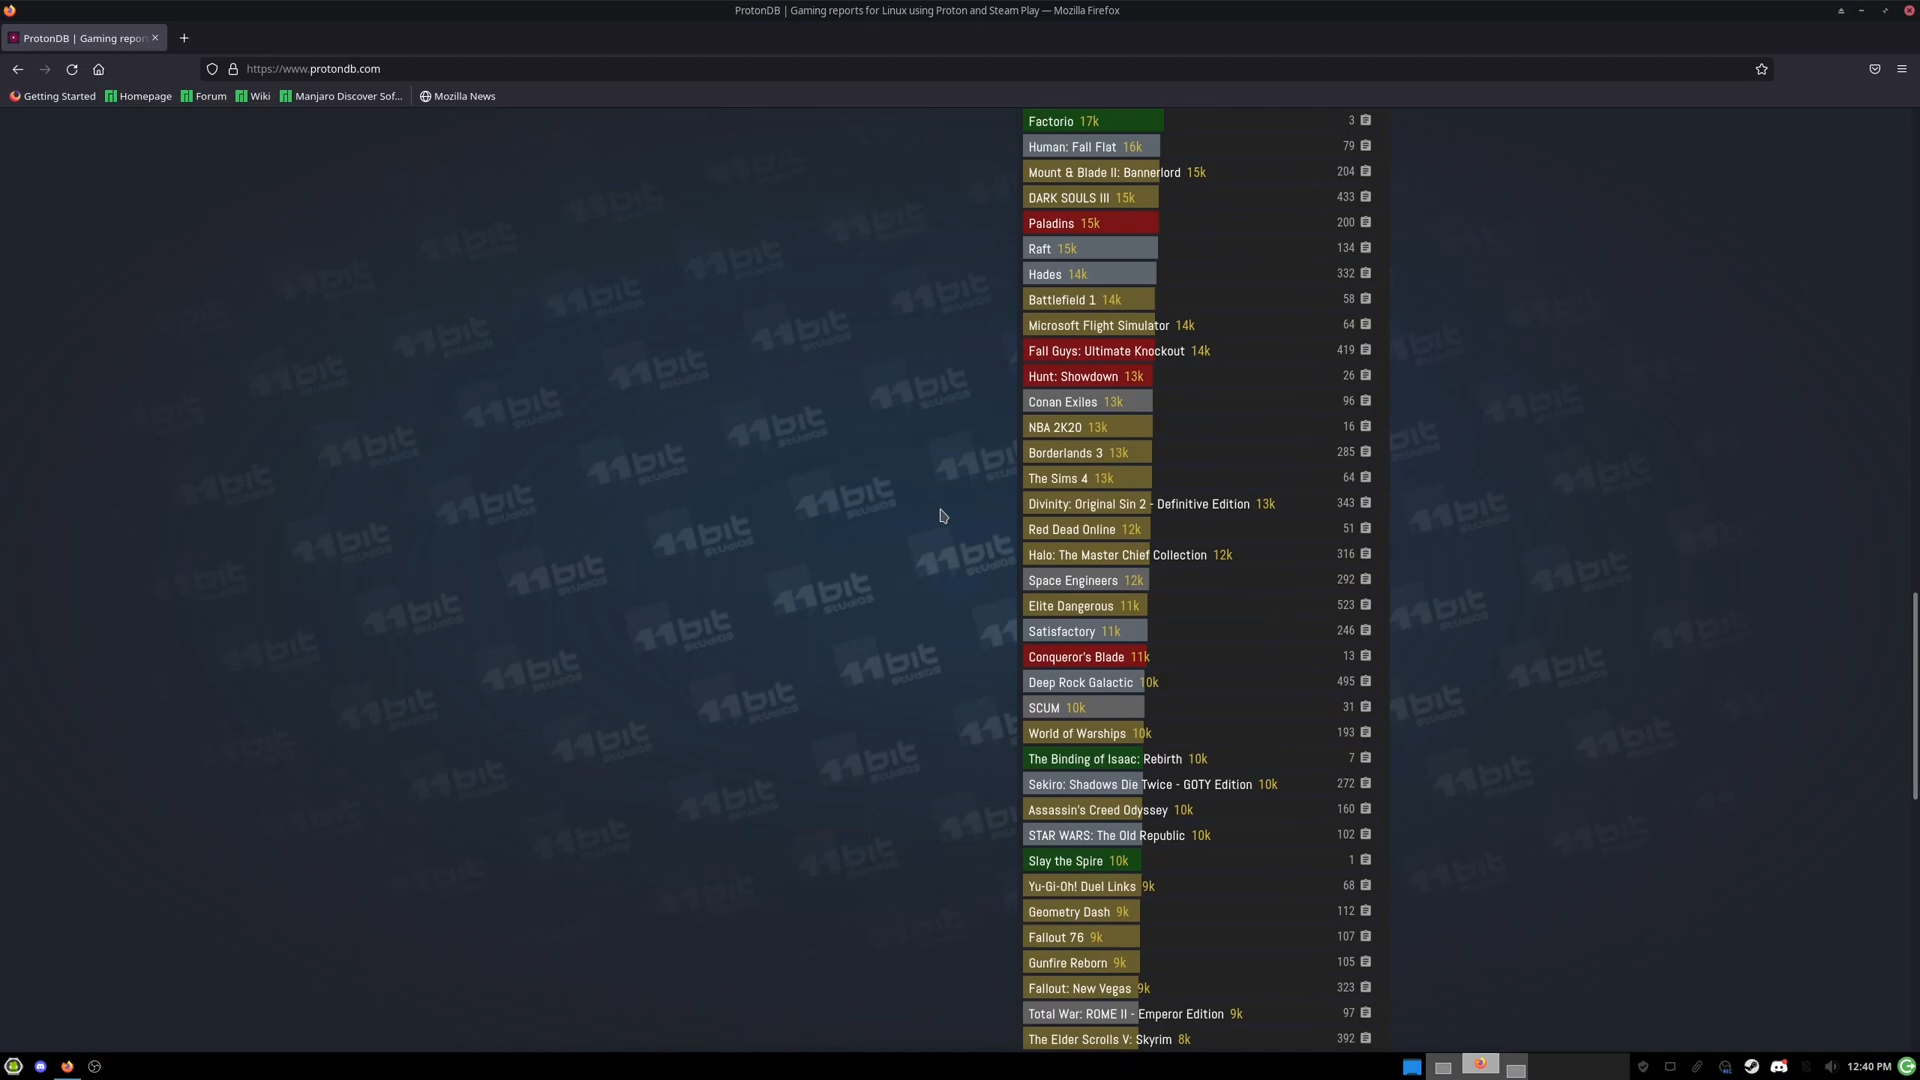 ProtonDB | Gaming reports for Linux using Proton and Steam Play — Mozilla Firefox
ProtonDB | Gaming repor
https://www.protondb.com
Getting Started Homepage Forum Wiki Manjaro Discover Sof... Mozilla News
Factorio 17k 3
Human: Fall Flat 16k 79
Mount & Blade II: Bannerlord 15k 204
DARK SOULS III 15k 433
Paladins 15k 200
Raft 15k 134
Hades 14k 332
Battlefield 1 14k 58
Microsoft Flight Simulator 14k 64
Fall Guys: Ultimate Knockout 14k 419
Hunt: Showdown 13k 26
Conan Exiles 13k 96
NBA 2K20 13k 16
Borderlands 3 13k 285
The Sims 4 13k 64
Divinity: Original Sin 2 - Definitive Edition 13k 343
Red Dead Online 12k 51
Halo: The Master Chief Collection 12k 316
Space Engineers 12k 292
Elite Dangerous 11k 523
Satisfactory 11k 246
Conqueror's Blade 11k 13
Deep Rock Galactic 10k 495
SCUM 10k 31
World of Warships 10k 193
The Binding of Isaac: Rebirth 10k 7
Sekiro: Shadows Die Twice - GOTY Edition 10k 272
Assassin's Creed Odyssey 10k 160
STAR WARS: The Old Republic 10k 102
Slay the Spire 10k 1
Yu-Gi-Oh! Duel Links 9k 68
Geometry Dash 9k 112
Fallout 76 9k 107
Gunfire Reborn 9k 105
Fallout: New Vegas 9k 323
Total War: ROME II - Emperor Edition 9k 97
The Elder Scrolls V: Skyrim 8k 392
11bit studios
12:40 PM